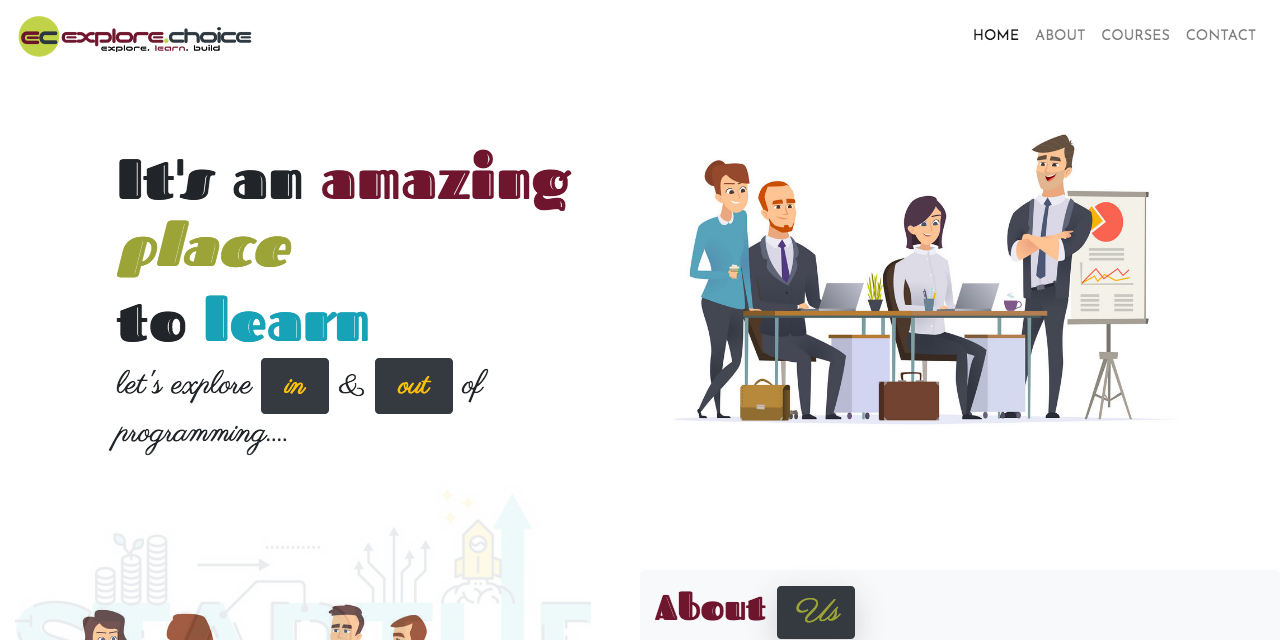 ec explore.choice
explore. learn. build
HOME ABOUT COURSES CONTACT
It's an amazing
place
to learn
let's explore in & out of
programming....
STARTUP
About Us